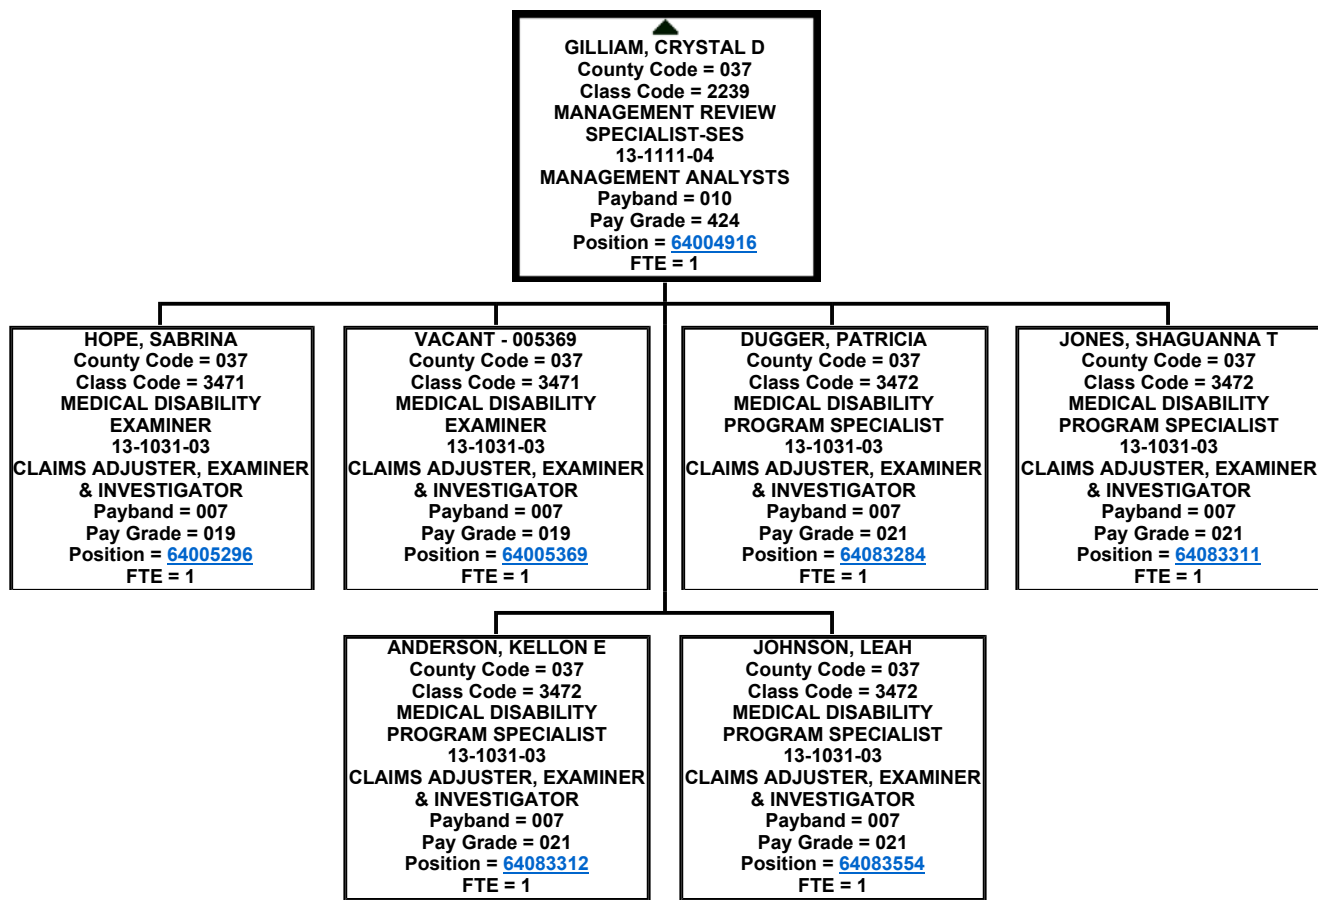 GILLIAM, CRYSTAL D
County Code = 037
Class Code = 2239
MANAGEMENT REVIEW
SPECIALIST-SES
13-1111-04
MANAGEMENT ANALYSTS
Payband = 010
Pay Grade = 424
Position = 64004916
FTE = 1
HOPE, SABRINA
County Code = 037
Class Code = 3471
MEDICAL DISABILITY
EXAMINER
13-1031-03
CLAIMS ADJUSTER, EXAMINER
& INVESTIGATOR
Payband = 007
Pay Grade = 019
Position = 64005296
FTE = 1
VACANT - 005369
County Code = 037
Class Code = 3471
MEDICAL DISABILITY
EXAMINER
13-1031-03
CLAIMS ADJUSTER, EXAMINER
& INVESTIGATOR
Payband = 007
Pay Grade = 019
Position = 64005369
FTE = 1
DUGGER, PATRICIA
County Code = 037
Class Code = 3472
MEDICAL DISABILITY
PROGRAM SPECIALIST
13-1031-03
CLAIMS ADJUSTER, EXAMINER
& INVESTIGATOR
Payband = 007
Pay Grade = 021
Position = 64083284
FTE = 1
JONES, SHAGUANNA T
County Code = 037
Class Code = 3472
MEDICAL DISABILITY
PROGRAM SPECIALIST
13-1031-03
CLAIMS ADJUSTER, EXAMINER
& INVESTIGATOR
Payband = 007
Pay Grade = 021
Position = 64083311
FTE = 1
ANDERSON, KELLON E
County Code = 037
Class Code = 3472
MEDICAL DISABILITY
PROGRAM SPECIALIST
13-1031-03
CLAIMS ADJUSTER, EXAMINER
& INVESTIGATOR
Payband = 007
Pay Grade = 021
Position = 64083312
FTE = 1
JOHNSON, LEAH
County Code = 037
Class Code = 3472
MEDICAL DISABILITY
PROGRAM SPECIALIST
13-1031-03
CLAIMS ADJUSTER, EXAMINER
& INVESTIGATOR
Payband = 007
Pay Grade = 021
Position = 64083554
FTE = 1